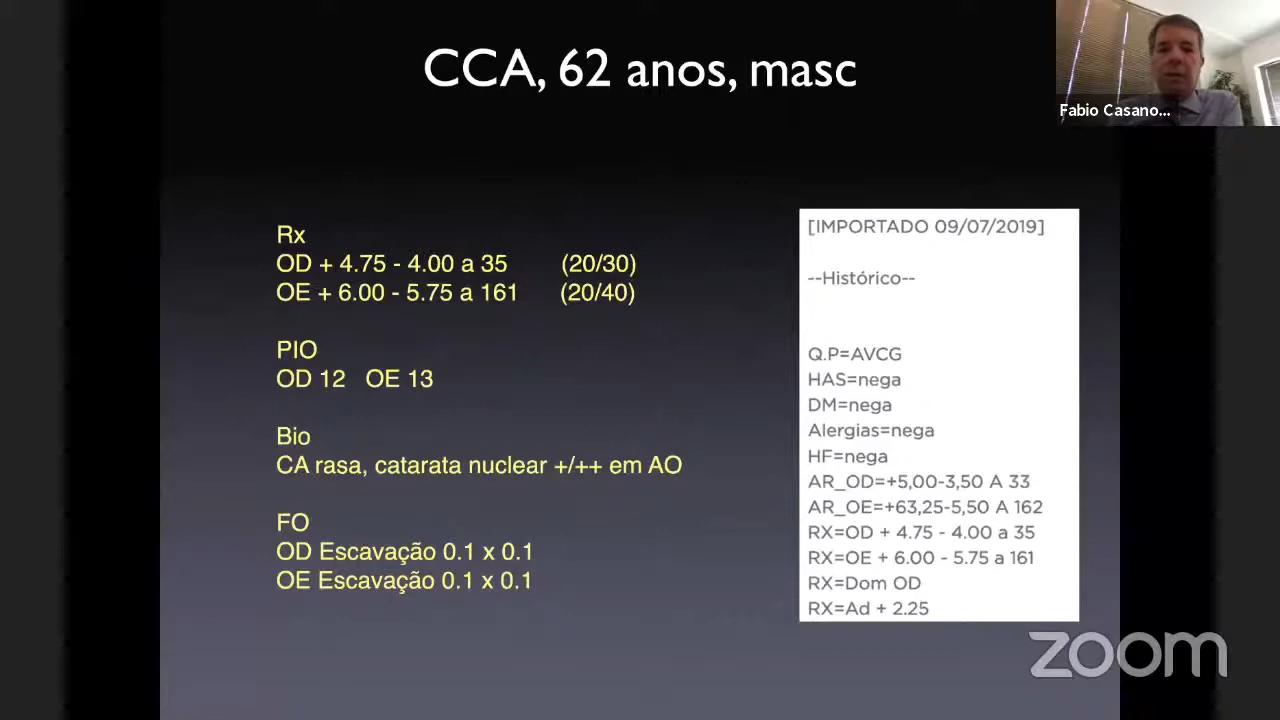 CCA, 62 anos, masc
Fabio Casano...
Rx
OD + 4.75 - 4.00 a 35 (20/30)
OE + 6.00 - 5.75 a 161 (20/40)
PIO
OD 12 OE 13
Bio
CA rasa, catarata nuclear +/++ em AO
FO
OD Escavação 0.1 x 0.1
OE Escavação 0.1 x 0.1
[IMPORTADO 09/07/2019]
--Histórico--
Q.P=AVCG
HAS=nega
DM=nega
Alergias=nega
HF=nega
AR_OD=+5,00-3,50 A 33
AR_OE=+63,25-5,50 A 162
RX=OD + 4.75 - 4.00 a 35
RX=OE + 6.00 - 5.75 a 161
RX=Dom OD
RX=Ad + 2.25
zoom